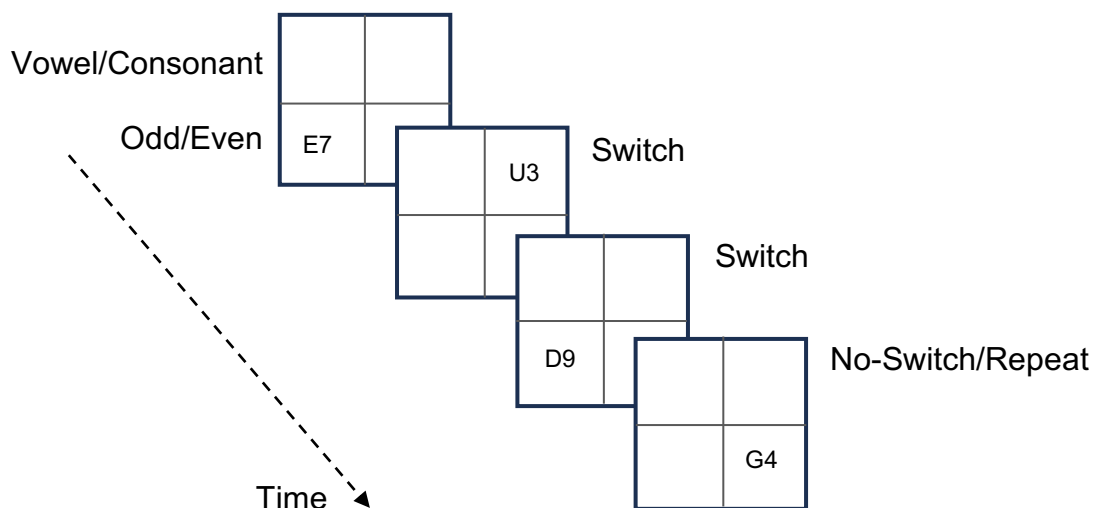 Vowel/Consonant
Odd/Even
E7
U3
Switch
Switch
D9
No-Switch/Repeat
G4
Time